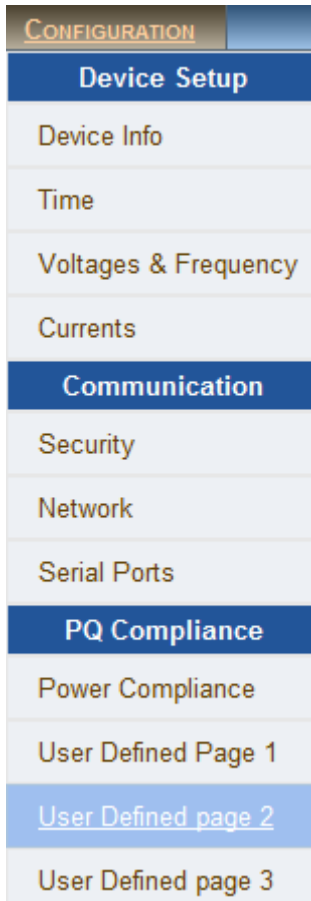 CONFIGURATION
Device Setup
Device Info
Time
Voltages & Frequency
Currents
Communication
Security
Network
Serial Ports
PQ Compliance
Power Compliance
User Defined Page 1
User Defined page 2
User Defined page 3